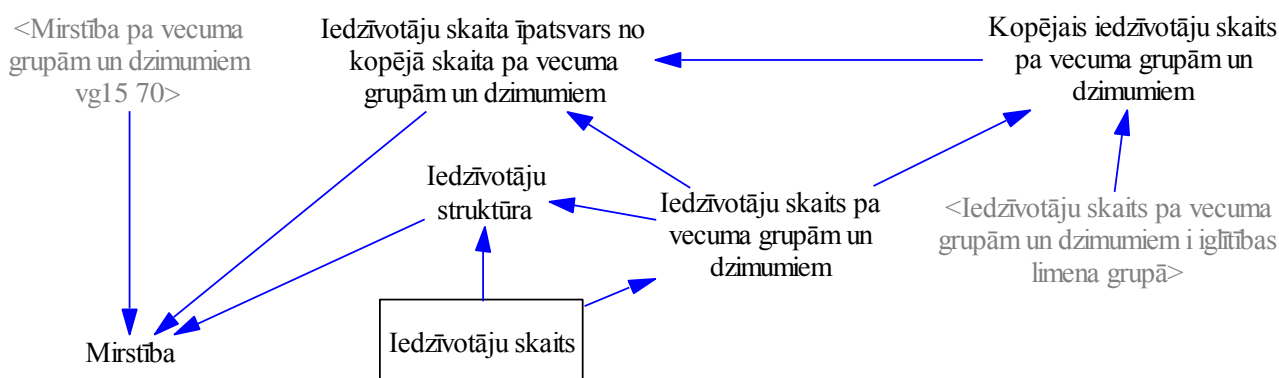 <Mirstība pa vecuma
grupām un dzimumiem
vg15 70>
Iedzīvotāju skaita īpatsvars no
kopējā skaita pa vecuma
grupām un dzimumiem
Kopējais iedzīvotāju skaits
pa vecuma grupām un
dzimumiem
Iedzīvotāju
struktūra
Iedzīvotāju skaits pa
vecuma grupām un
dzimumiem
<Iedzīvotāju skaits pa vecuma
grupām un dzimumiem i iglītības
limena grupā>
Mirstība
Iedzīvotāju skaits